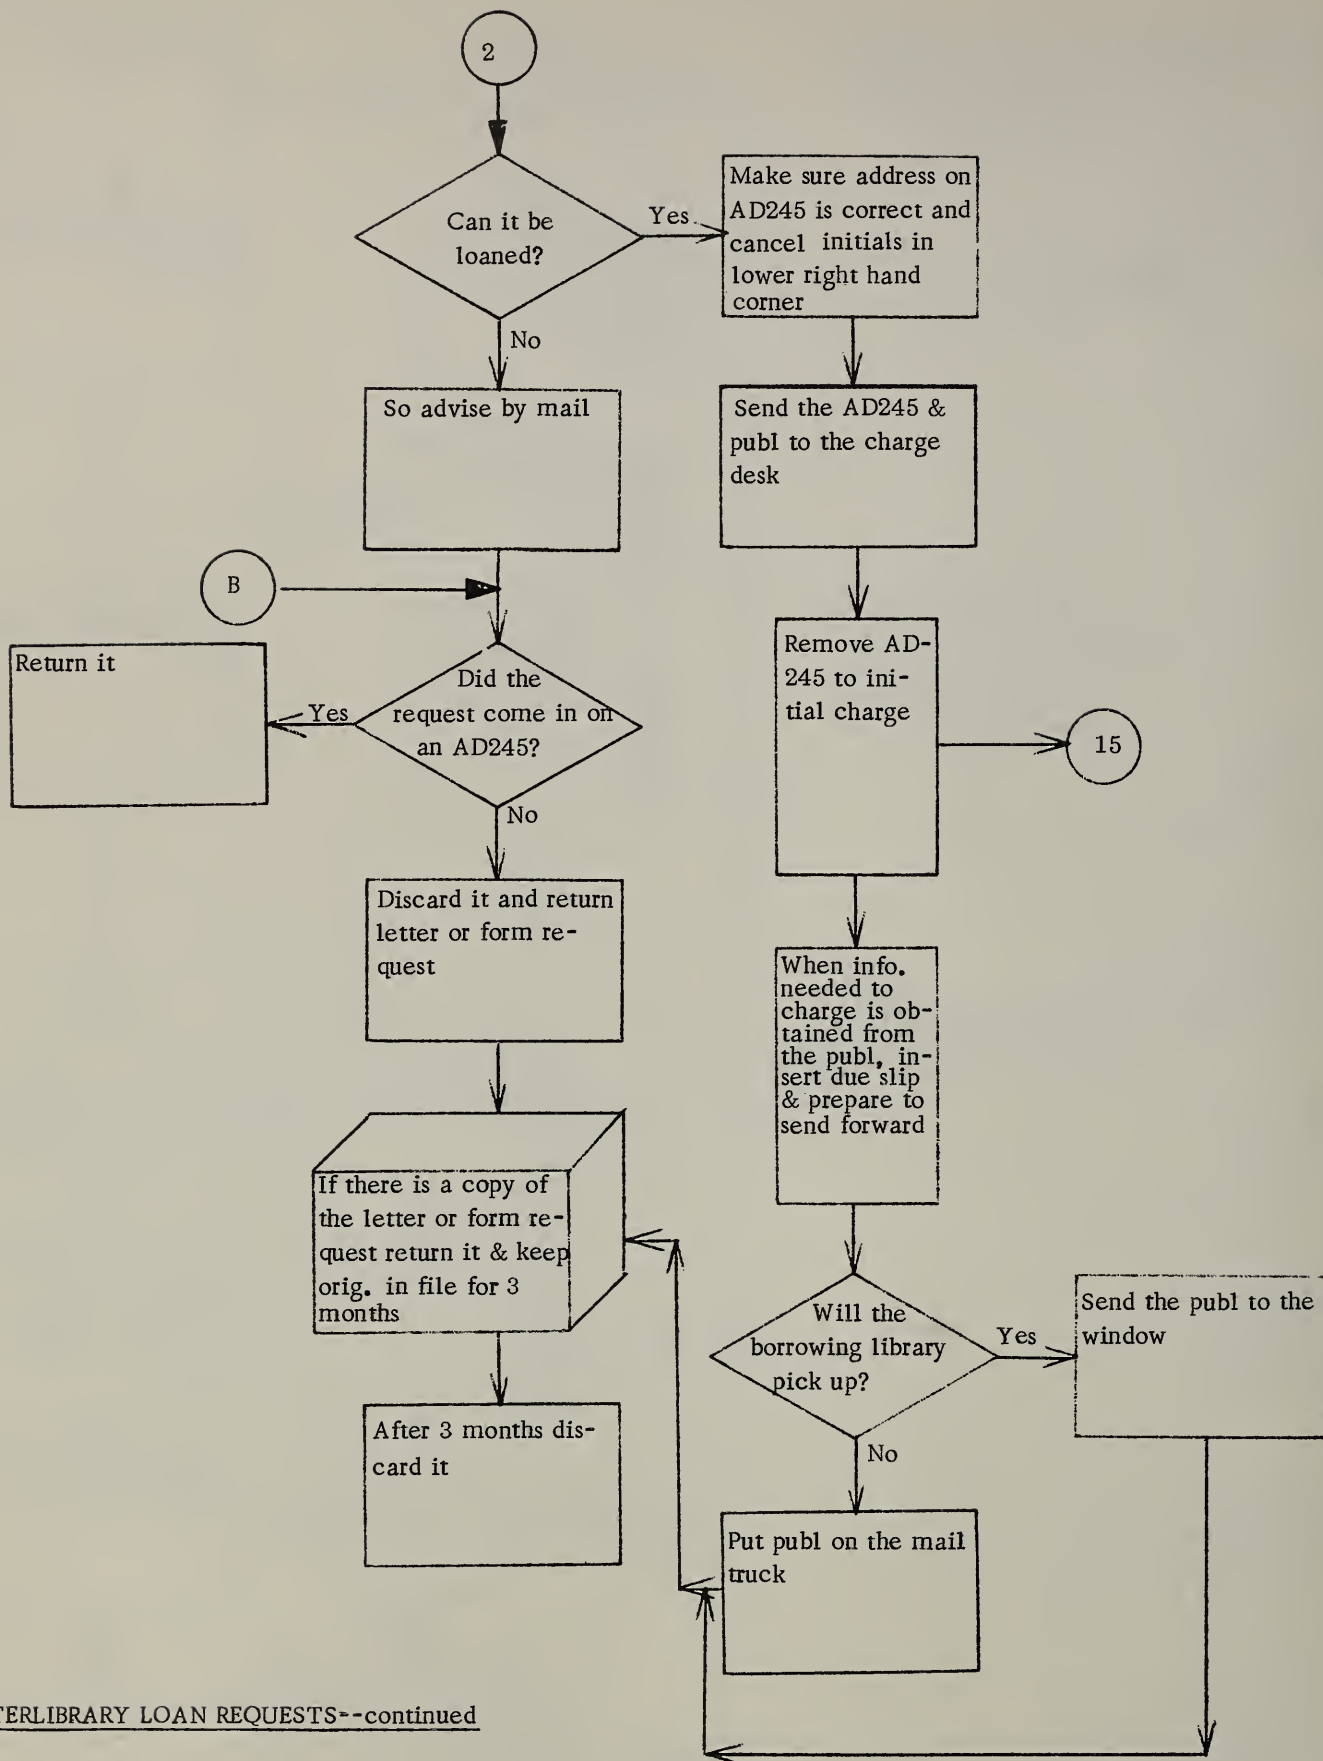 2
Can it be
loaned?
Yes
Make sure address on
AD245 is correct and
cancel initials in
lower right hand
corner
No
So advise by mail
Send the AD245 &
publ to the charge
desk
B
Return it
Yes
Did the
request come in on
an AD245?
No
Remove AD-
245 to ini-
tial charge
15
Discard it and return
letter or form re-
quest
When info.
needed to
charge is ob-
tained from
the publ, in-
sert due slip
& prepare to
send forward
If there is a copy of
the letter or form re-
quest return it & keep
orig. in file for 3
months
Will the
borrowing library
pick up?
Yes
Send the publ to the
window
No
After 3 months dis-
card it
Put publ on the mail
truck
TERLIBRARY LOAN REQUESTS--continued